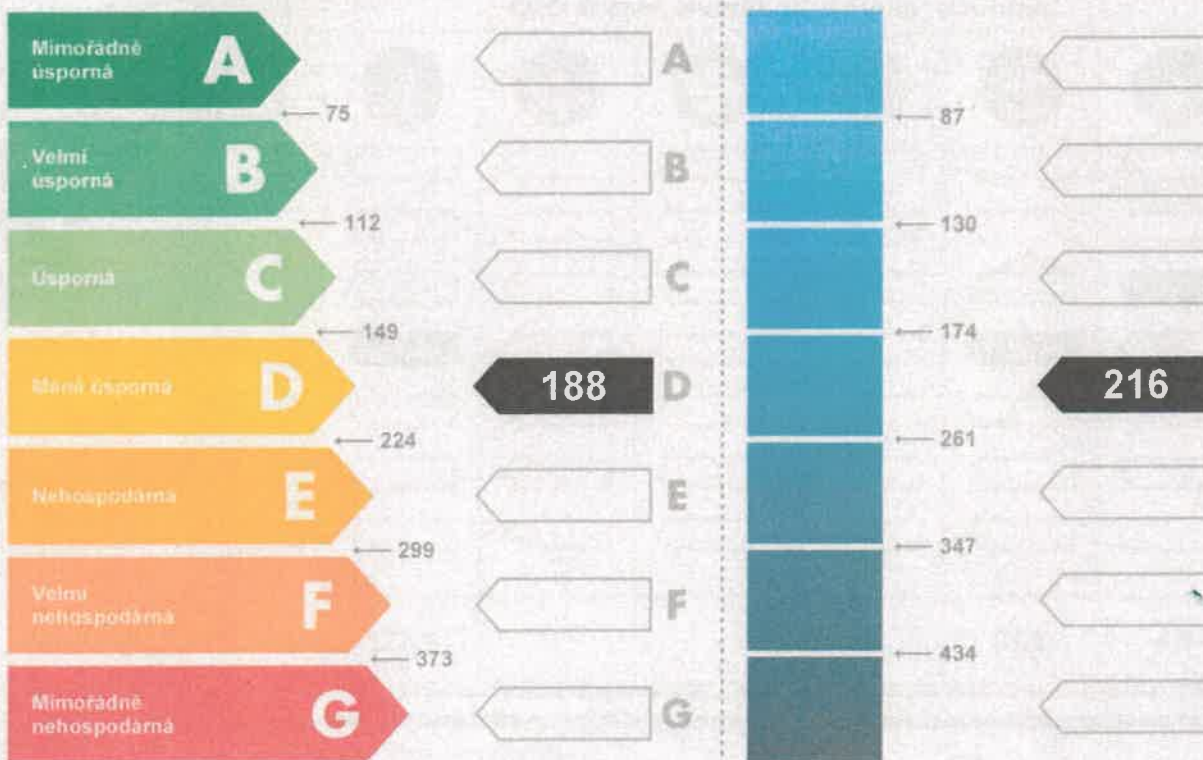 Mimořádně
úsporná
A
A
75
87
Velmi
úsporná
B
B
112
130
Úsporná
C
C
149
174
Méně úsporná
D
188
D
216
224
261
Nehospodárná
E
E
299
347
Velmi
nehospodárná
F
F
373
434
Mimořádně
nehospodárná
G
G